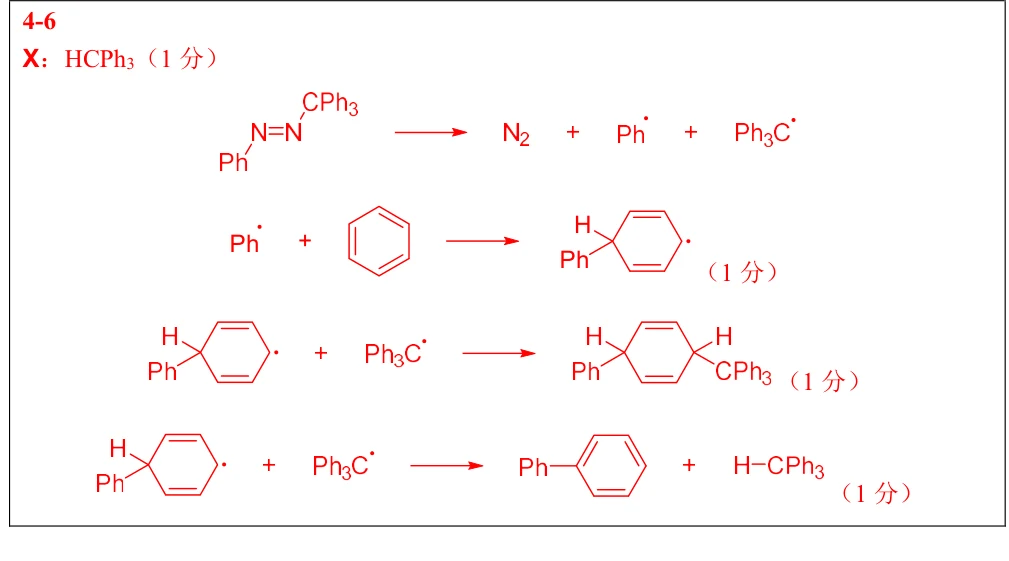 4-6
X: HCPh₃（1 分）
CPh₃
N=N
Ph
N₂ + Ph• + Ph₃C•
Ph• +
H
Ph
（1 分）
H
Ph
+ Ph₃C•
H
Ph
H
CPh₃（1 分）
H
Ph
+ Ph₃C•
Ph
+ H–CPh₃
（1 分）